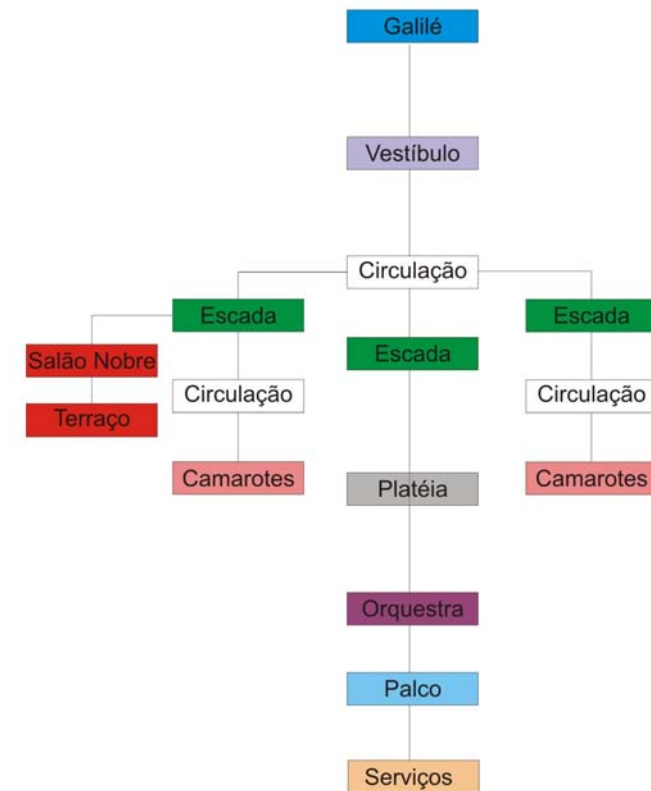 Galilé
Vestíbulo
Circulação
Escada
Escada
Escada
Salão Nobre
Circulação
Circulação
Terraço
Camarotes
Platéia
Camarotes
Orquestra
Palco
Serviços